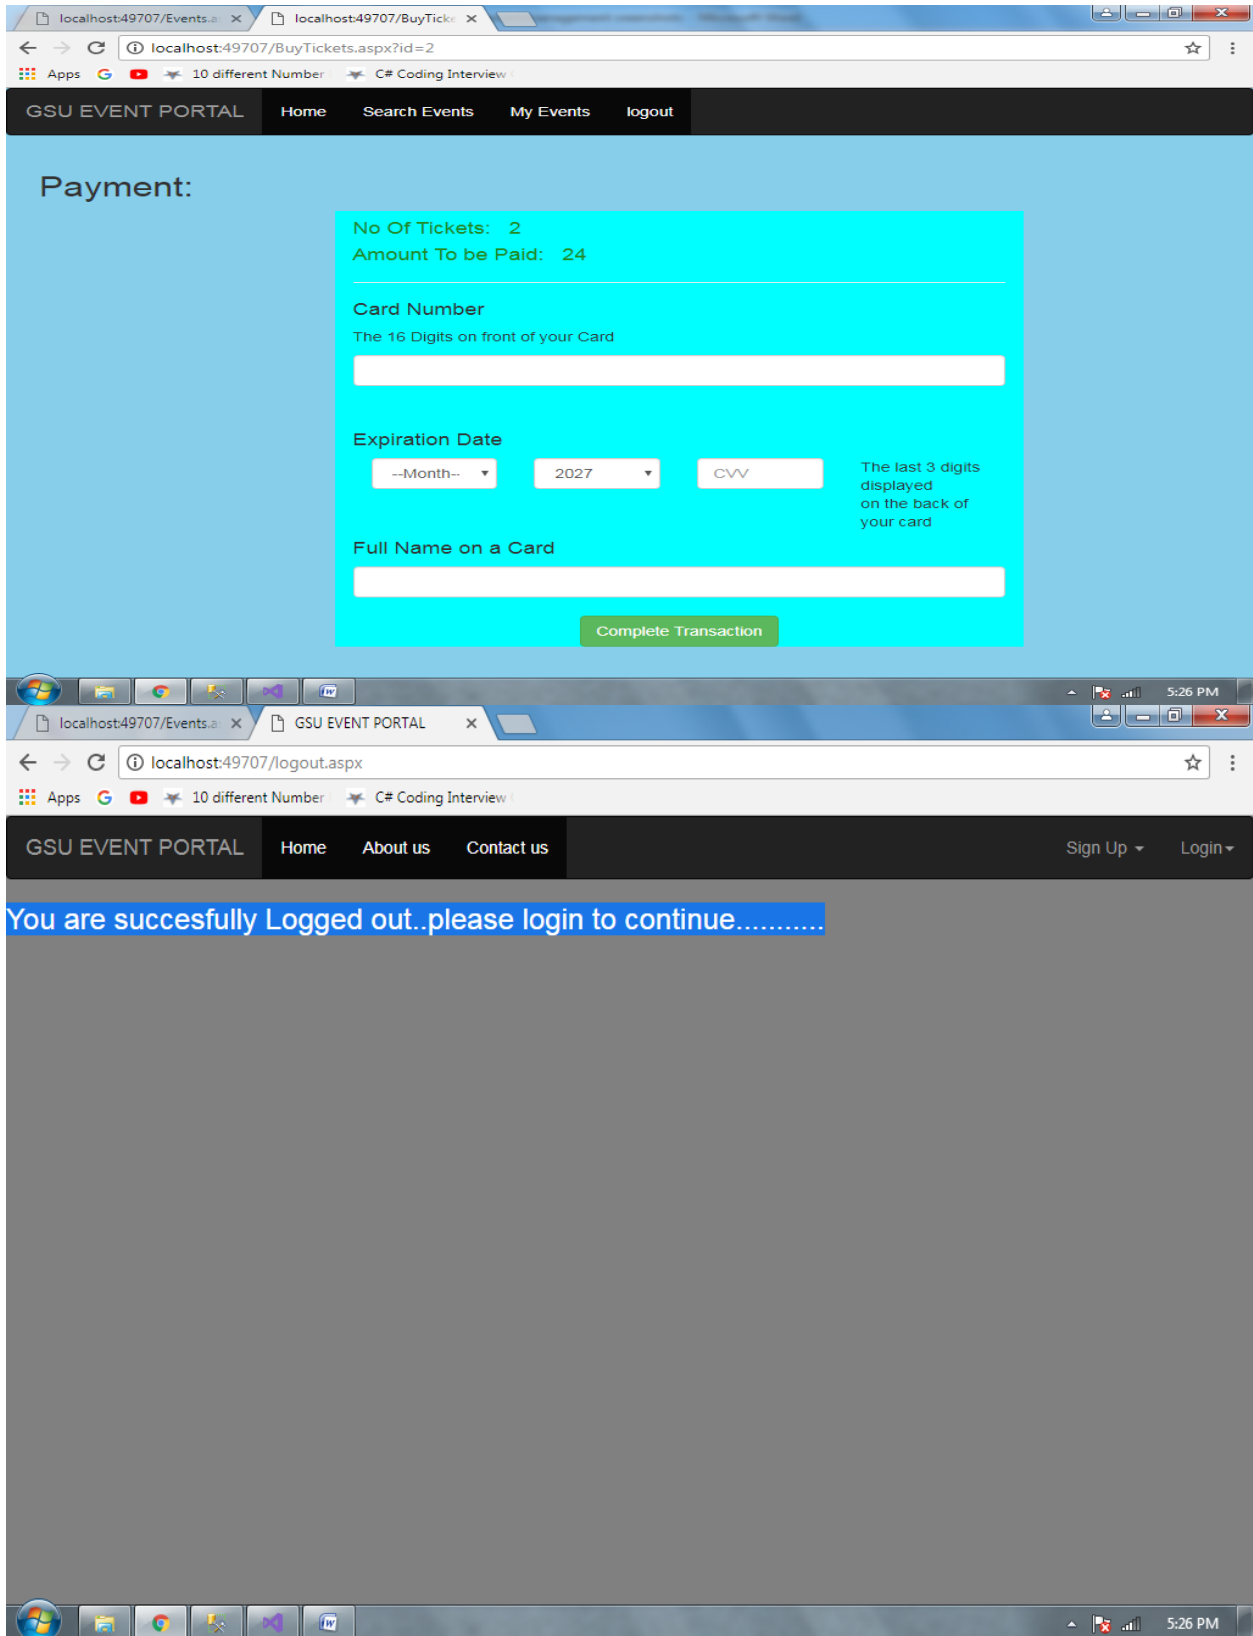 localhost:49707/Events.a
localhost:49707/BuyTicke
localhost:49707/BuyTickets.aspx?id=2
Apps 10 different Number C# Coding Interview
GSU EVENT PORTAL Home Search Events My Events logout
Payment:
No Of Tickets: 2
Amount To be Paid: 24
Card Number
The 16 Digits on front of your Card
Expiration Date
--Month-- 2027 CVV
The last 3 digits
displayed
on the back of
your card
Full Name on a Card
Complete Transaction
5:26 PM
localhost:49707/Events.a
GSU EVENT PORTAL
localhost:49707/logout.aspx
Apps 10 different Number C# Coding Interview
GSU EVENT PORTAL Home About us Contact us Sign Up Login
You are succesfully Logged out..please login to continue...........
5:26 PM